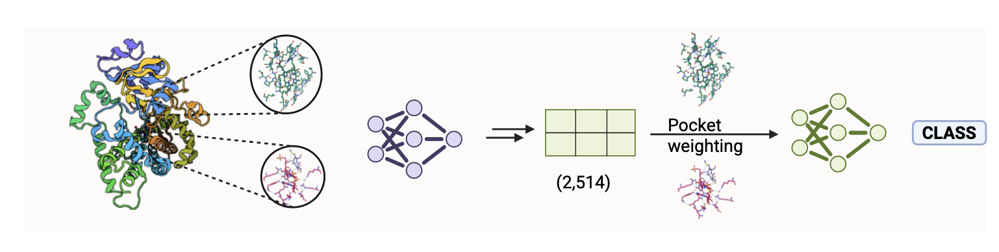 (2,514)
Pocket
weighting
CLASS